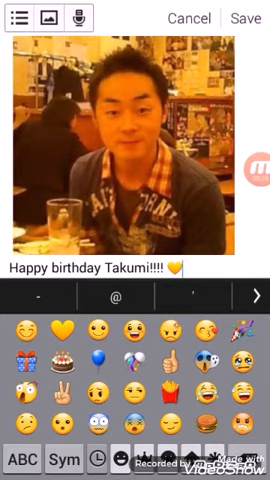 Cancel Save
Happy birthday Takumi!!!! 💛
- @ '
ABC Sym
Made with
Recorded by
VideoShow